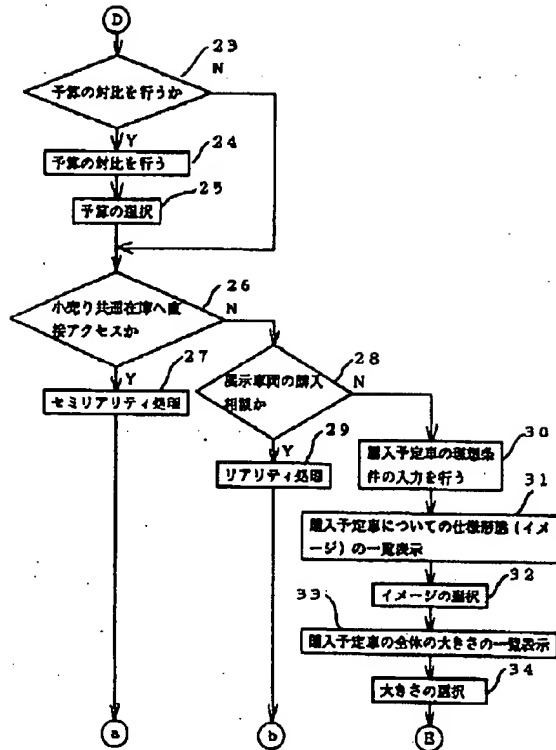 D
23
予算の対比を行うか
N
Y
24
予算の対比を行う
25
予算の選択
26
小売り共通在庫へ直
接アクセスか
N
Y
27
セミリアリティ処理
28
展示車両の購入
相談か
N
Y
29
リアリティ処理
30
購入予定車の理想条
件の入力を行う
31
購入予定車についての仕様形態(イメ
ージ)の一覧表示
32
イメージの選択
33
購入予定車の全体の大きさの一覧表示
34
大きさの選択
a
b
E